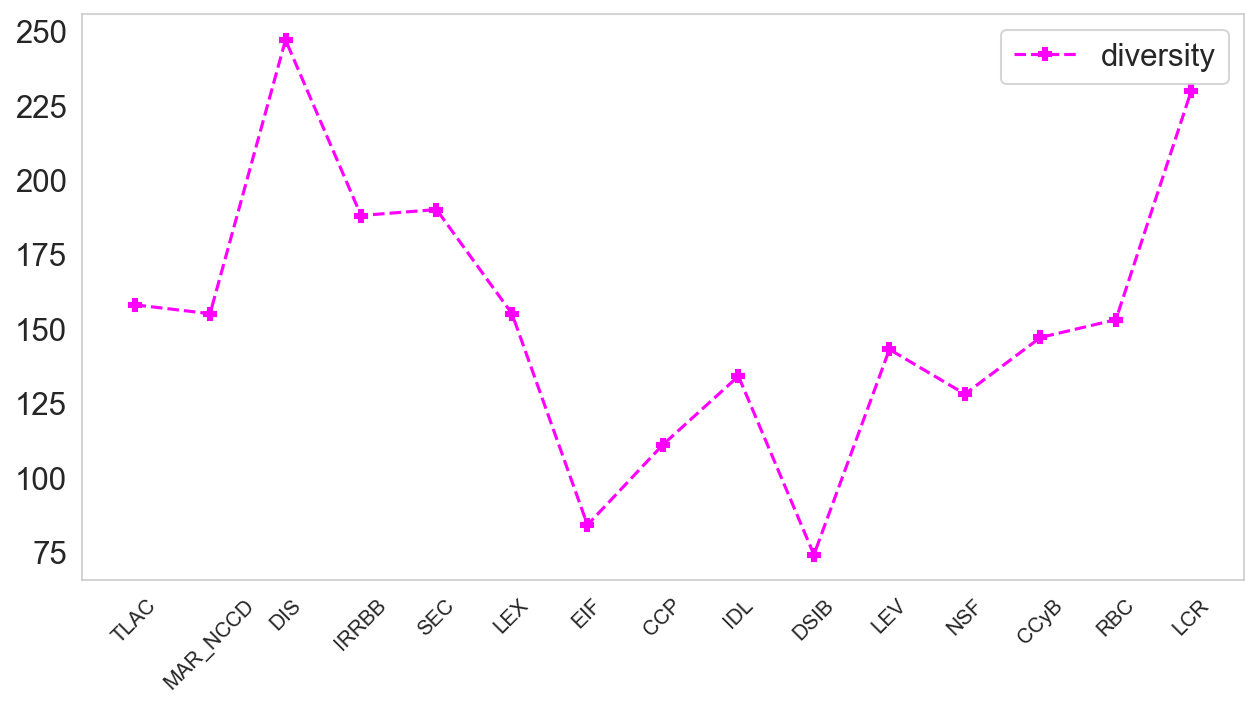 250
225
200
175
150
125
100
75
diversity
TLAC
MAR_NCCD
DIS
IRRBB
SEC
LEX
EIF
CCP
IDL
DSIB
LEV
NSF
CCyB
RBC
LCR